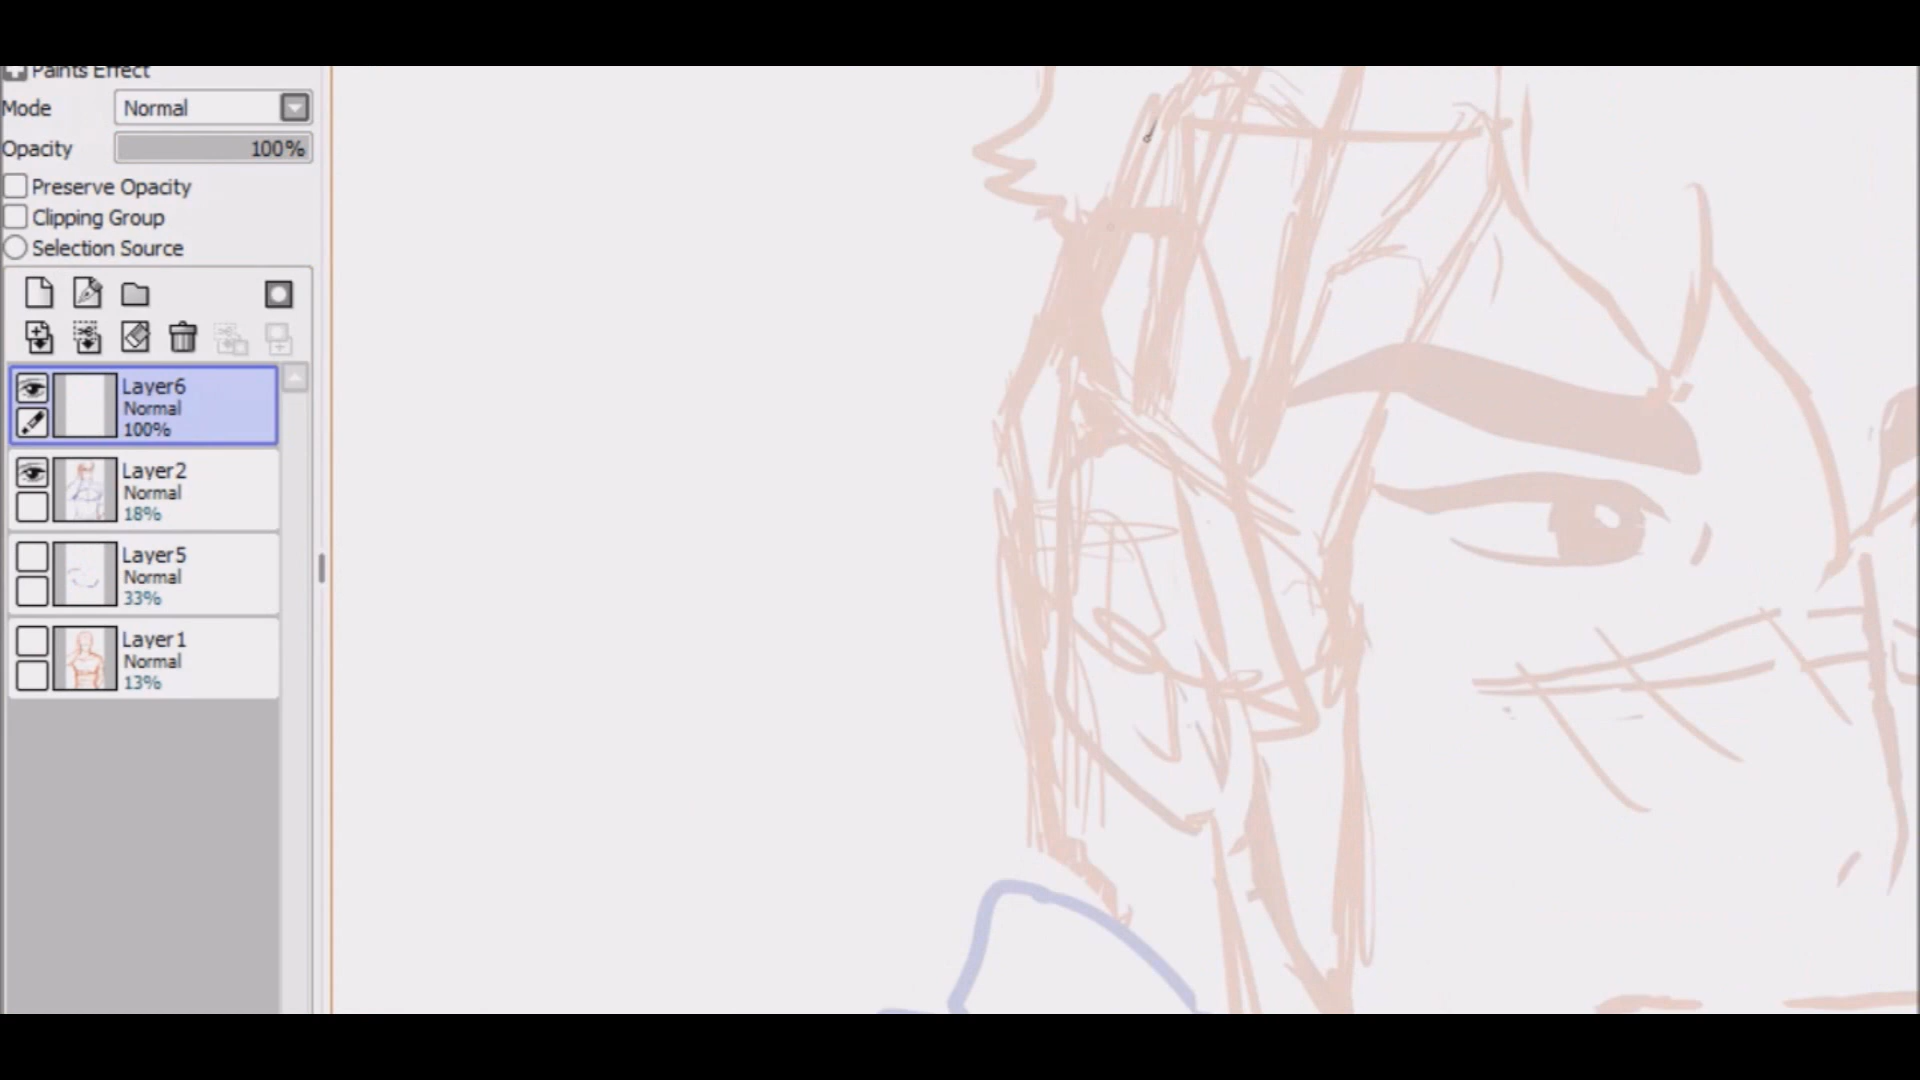 Paints Effect
Mode Normal
Opacity 100%
Preserve Opacity
Clipping Group
Selection Source
Layer6
Normal
100%
Layer2
Normal
18%
Layer5
Normal
33%
Layer1
Normal
13%